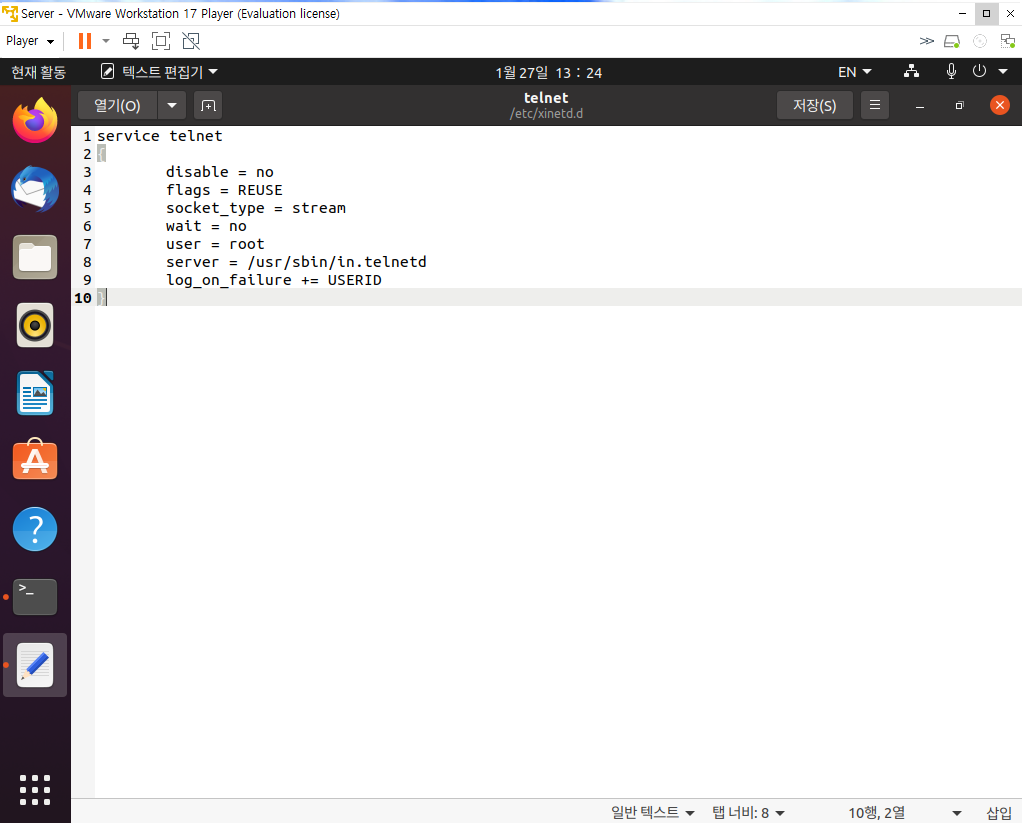 Server - VMware Workstation 17 Player (Evaluation license)
Player
현재 활동
텍스트 편집기
1월 27일 13 : 24
EN
열기(O)
telnet
/etc/xinetd.d
저장(S)
1 service telnet
2 {
3 disable = no
4 flags = REUSE
5 socket_type = stream
6 wait = no
7 user = root
8 server = /usr/sbin/in.telnetd
9 log_on_failure += USERID
10 }
일반 텍스트
탭 너비: 8
10행, 2열
삽입